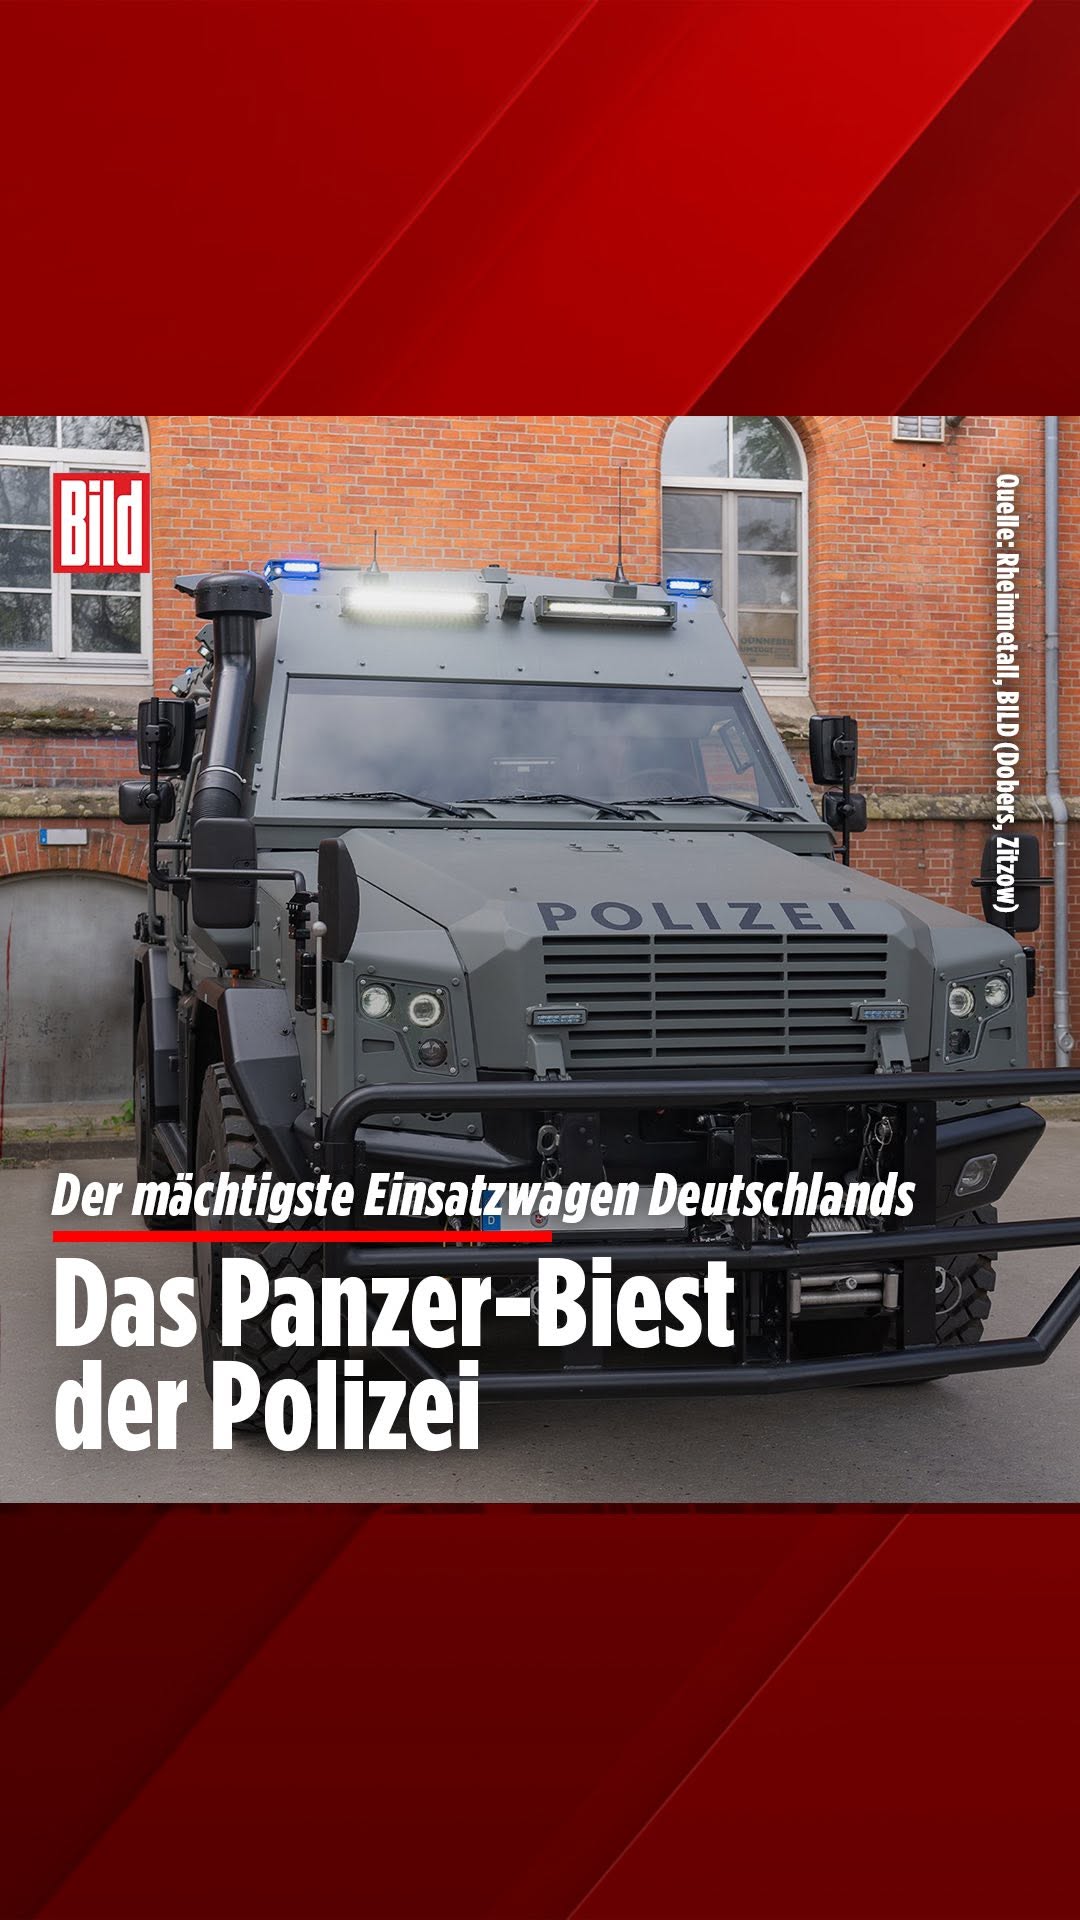 Bild
Quelle: Rheinmetall, BILD (Dobers, Zitzow)
POLIZEI
D
Der mächtigste Einsatzwagen Deutschlands
Das Panzer-Biest
der Polizei